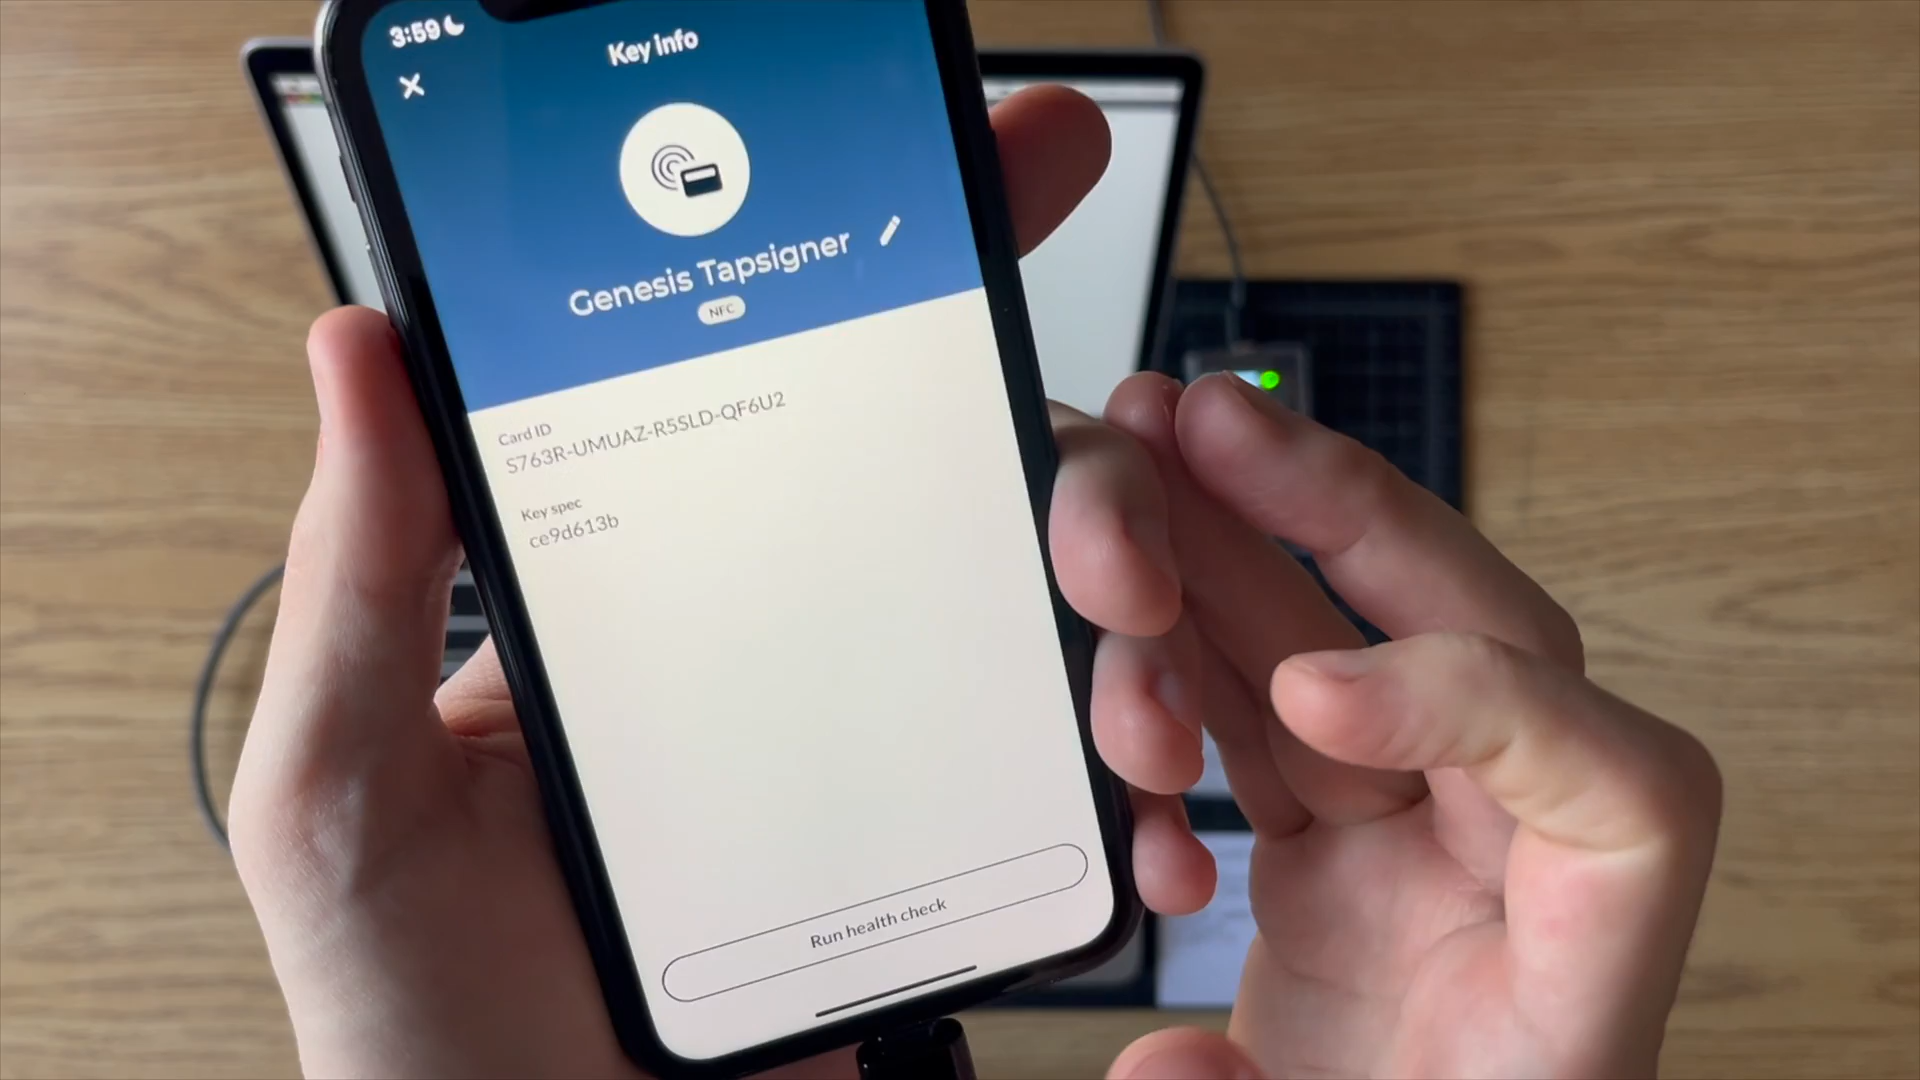 3:59
Key info
Genesis Tapsigner
NFC
Card ID
S763R-UMUAZ-R5SLD-QF6U2
Key spec
ce9d613b
Run health check